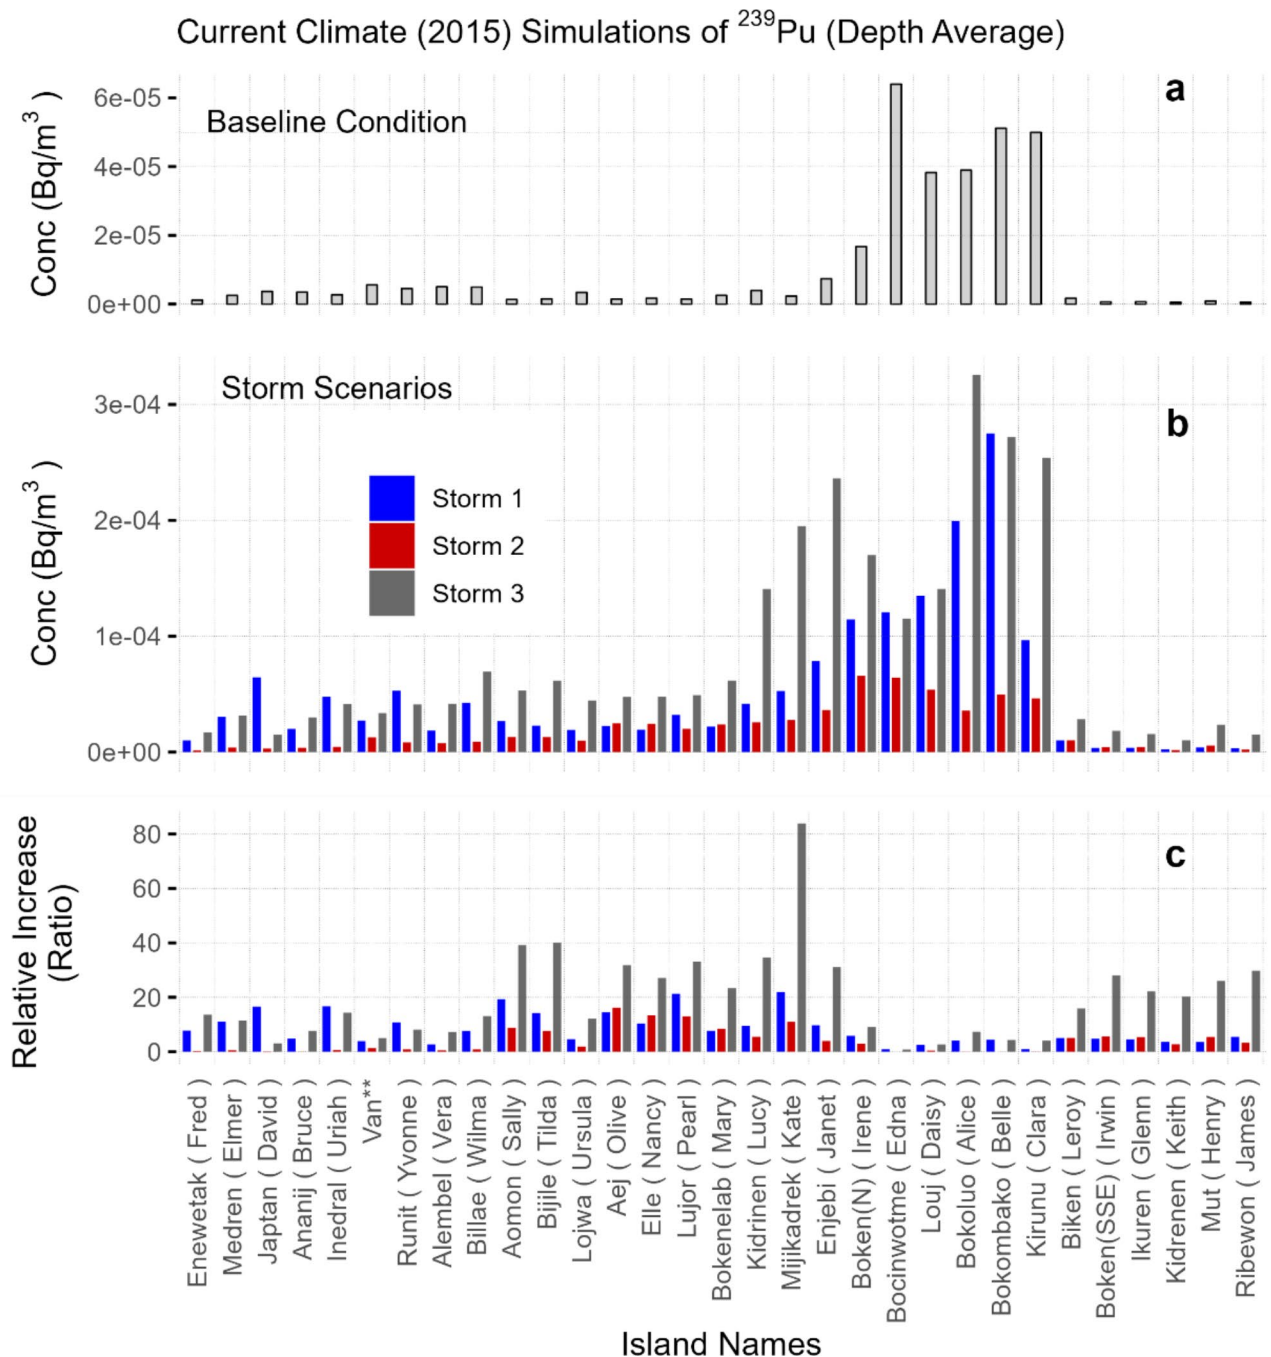 Current Climate (2015) Simulations of ²³⁹Pu (Depth Average)
a
Baseline Condition
Conc (Bq/m³ )
6e-05
4e-05
2e-05
0e+00
b
Storm Scenarios
Conc (Bq/m³ )
3e-04
2e-04
1e-04
0e+00
Storm 1
Storm 2
Storm 3
c
Relative Increase
(Ratio)
80
60
40
20
0
Enewetak ( Fred )
Medren ( Elmer )
Japtan ( David )
Ananij ( Bruce )
Inedral ( Uriah )
Van**
Runit ( Yvonne )
Alembel ( Vera )
Billae ( Wilma )
Aomon ( Sally )
Bijile ( Tilda )
Lojwa ( Ursula )
Aej ( Olive )
Elle ( Nancy )
Lujor ( Pearl )
Bokenelab ( Mary )
Kidrinen ( Lucy )
Mijikadrek ( Kate )
Enjebi ( Janet )
Boken(N) ( Irene )
Bocinwotme ( Edna )
Louj ( Daisy )
Bokoluo ( Alice )
Bokombako ( Belle )
Kirunu ( Clara )
Biken ( Leroy )
Boken(SSE) ( Irwin )
Ikuren ( Glenn )
Kidrenen ( Keith )
Mut ( Henry )
Ribewon ( James )
Island Names